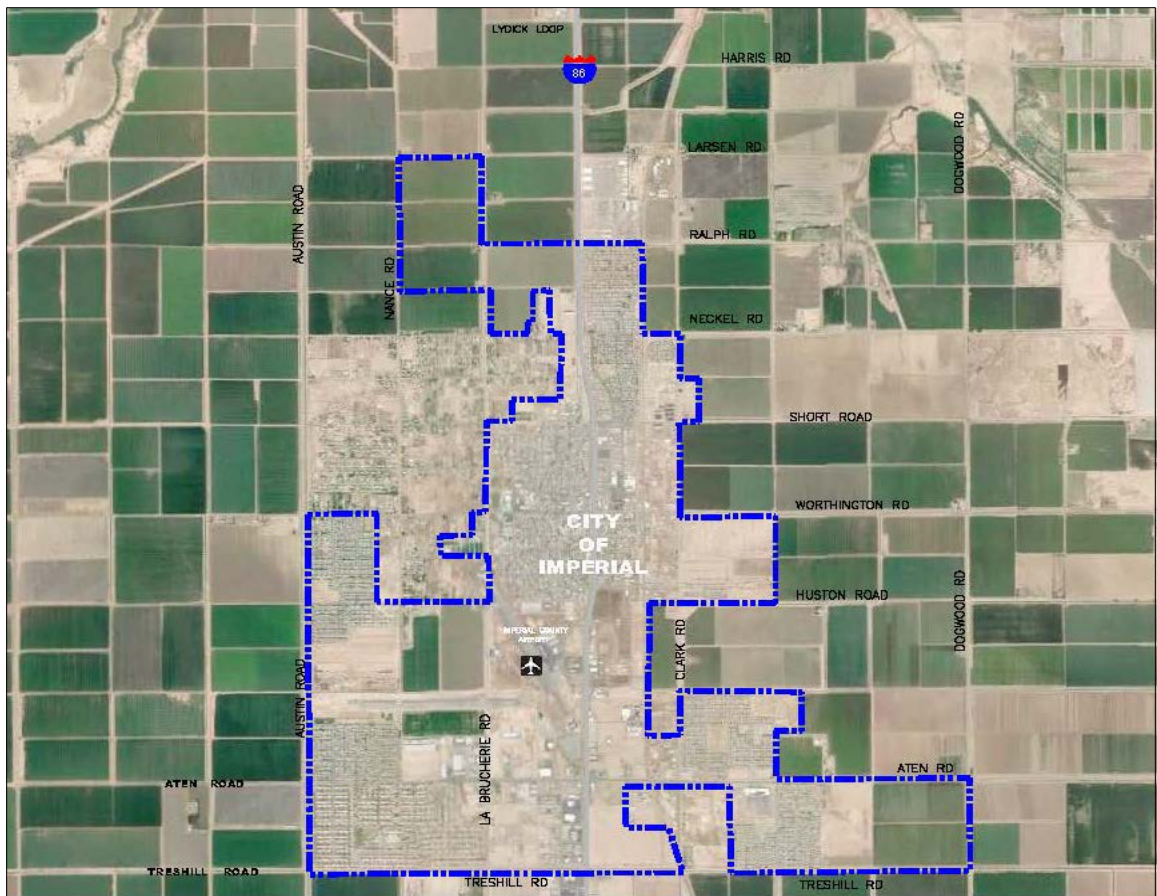 LYDICK LOOP
86
HARRIS RD
LARSEN RD
DOGWOOD RD
AUSTIN ROAD
RALPH RD
NANCE RD
NECKEL RD
SHORT ROAD
WORTHINGTON RD
CITY
OF
IMPERIAL
HUSTON ROAD
DOGWOOD RD
IMPERIAL COUNTY
AIRPORT
CLARK RD
AUSTIN ROAD
LA BRUCHERIE RD
ATEN RD
ATEN ROAD
TRESHILL ROAD
TRESHILL RD
TRESHILL RD